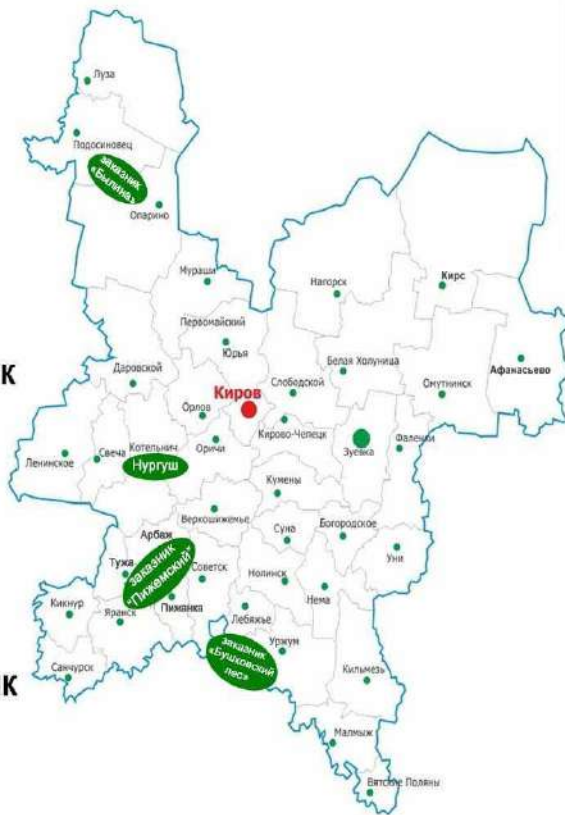 Луза
Подосиновец
заказник
«Былина»
Опарино
Мураши
Нагорск
Кирс
Первомайский
Юрья
Белая Холуница
Афанасьево
К
Даровской
Киров
Слободской
Омутнинск
Орлов
Кирово-Чепецк
Фаленки
Ленинское
Свеча
Котельнич
Оричи
Зуевка
Нургуш
Кумены
Верхошижемье
Суна
Богородское
Арбаж
Уни
Тужа
заказник
"Пижемский"
Советск
Нолинск
Нема
Кикнур
Яранск
Пижанка
Лебяжье
Уржум
заказник
«Бушковский
лес»
Санчурск
К
Кильмезь
Малмыж
Вятские Поляны